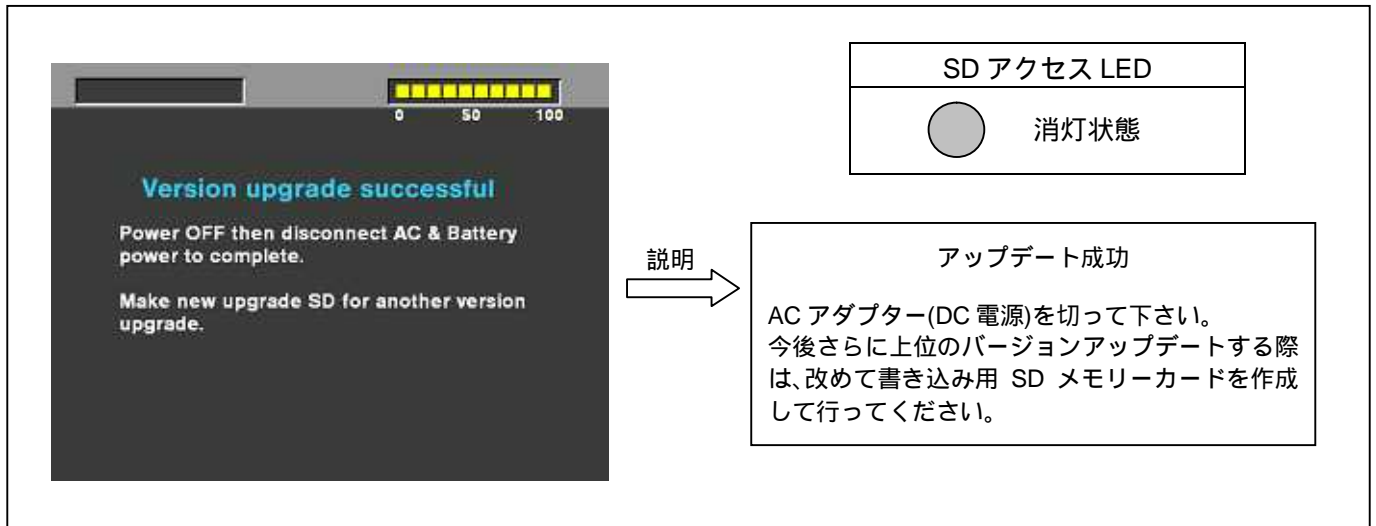 0 50 100
Version upgrade successful
Power OFF then disconnect AC & Battery
power to complete.
Make new upgrade SD for another version
upgrade.
説明
SD アクセス LED
消灯状態
アップデート成功
AC アダプター(DC 電源)を切って下さい。
今後さらに上位のバージョンアップデートする際
は、改めて書き込み用 SD メモリーカードを作成
して行ってください。